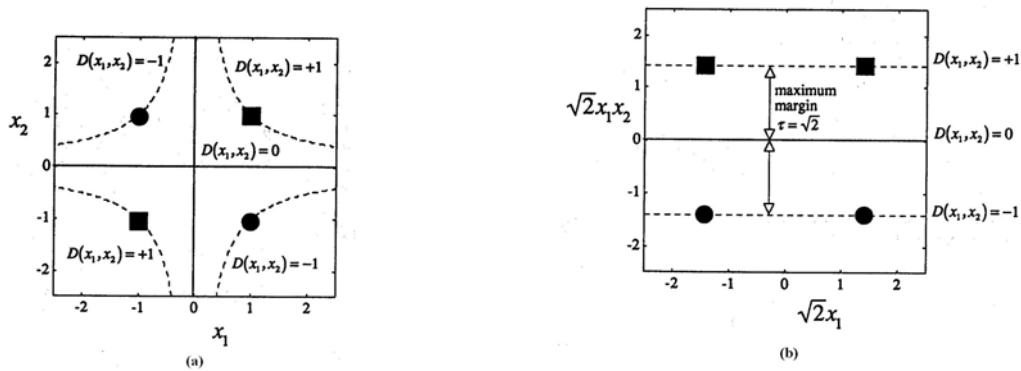 D(x₁,x₂)=−1
D(x₁,x₂)=+1
D(x₁,x₂)=0
D(x₁,x₂)=+1
D(x₁,x₂)=−1
2
1
0
-1
-2
x₂
-2
-1
0
1
2
x₁
(a)
D(x₁,x₂)=+1
D(x₁,x₂)=0
D(x₁,x₂)=−1
maximum
margin
τ=√2
2
1
0
-1
-2
√2x₁x₂
-2
-1
0
1
2
√2x₁
(b)